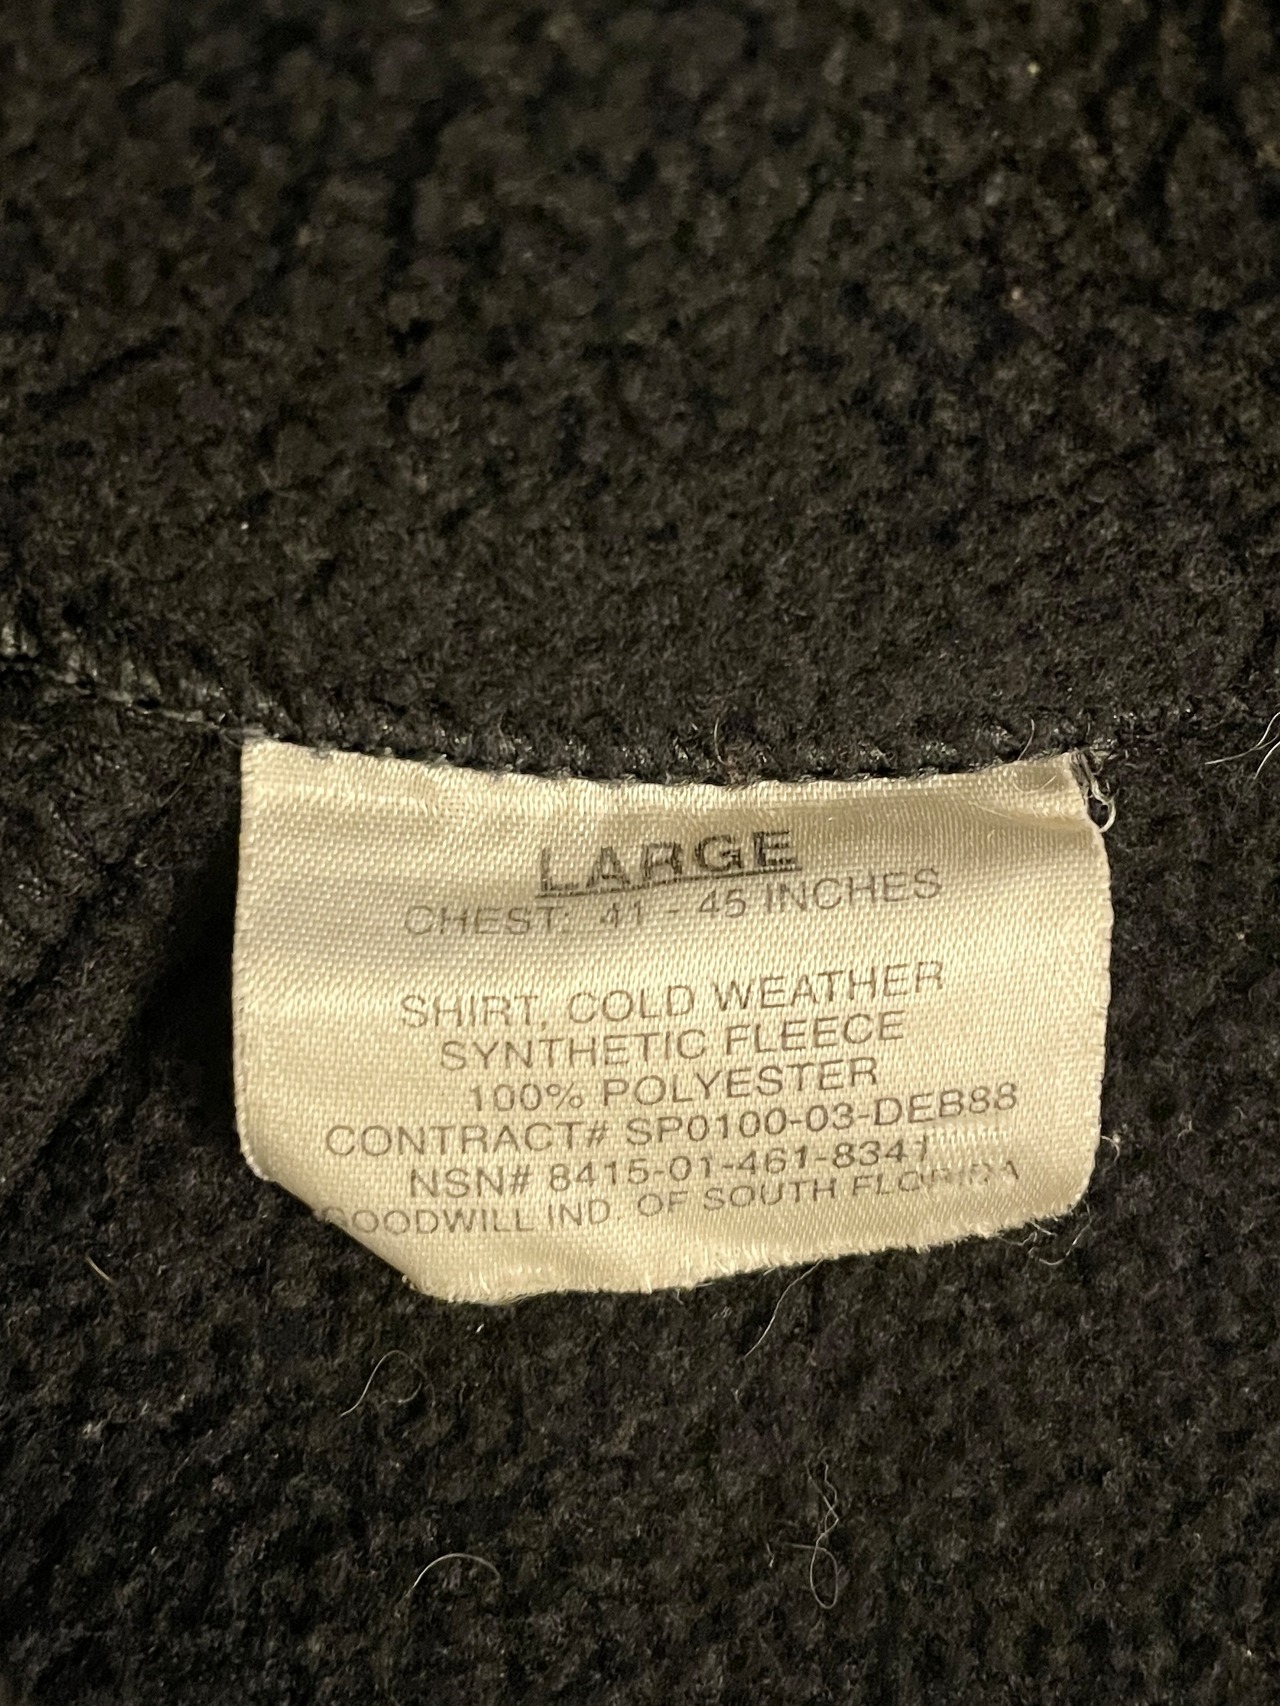 LARGE
CHEST: 41 - 45 INCHES
SHIRT, COLD WEATHER
SYNTHETIC FLEECE
100% POLYESTER
CONTRACT# SP0100-03-DEB88
NSN# 8415-01-461-8341
GOODWILL IND. OF SOUTH FLORIDA